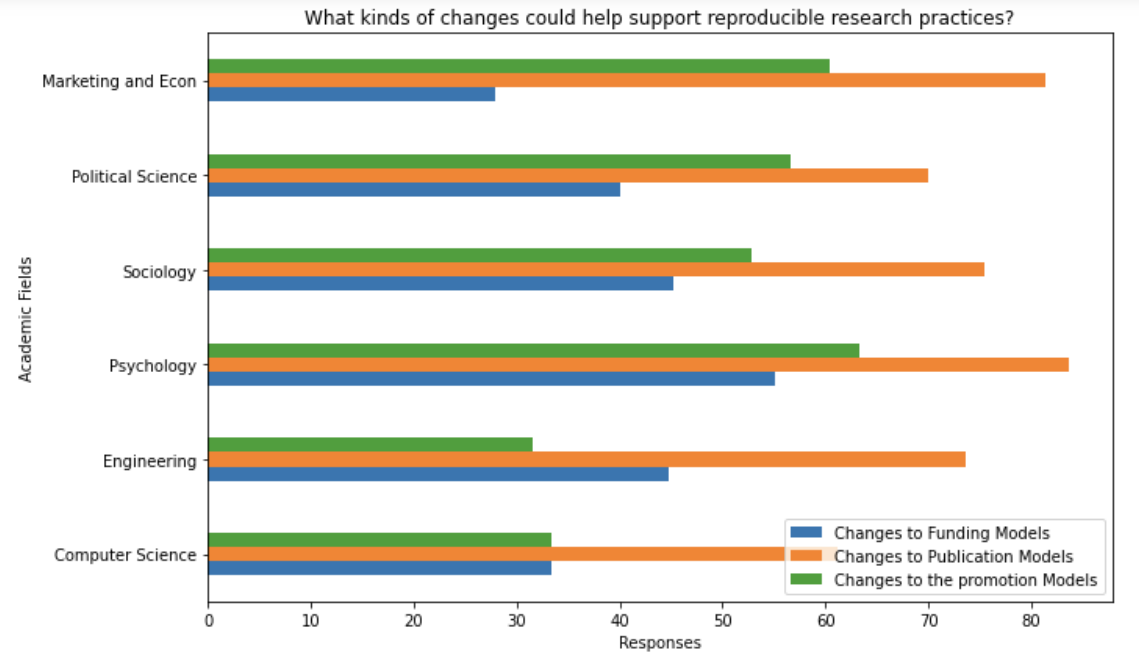 What kinds of changes could help support reproducible research practices?
Marketing and Econ
Political Science
Sociology
Psychology
Engineering
Computer Science
Academic Fields
Changes to Funding Models
Changes to Publication Models
Changes to the promotion Models
0 10 20 30 40 50 60 70 80
Responses